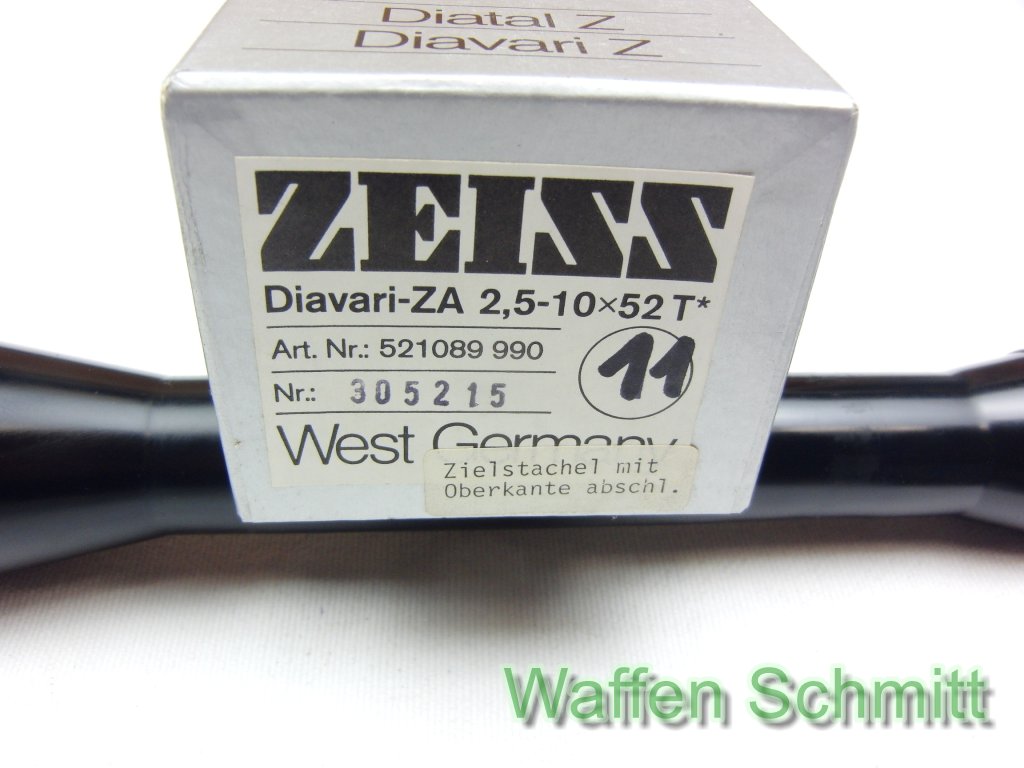 Diatal Z
Diavari Z
ZEISS
Diavari-ZA 2,5-10×52 T*
Art. Nr.: 521089 990
11
Nr.: 305215
West Germany
Zielstachel mit
Oberkante abschl.
Waffen Schmitt